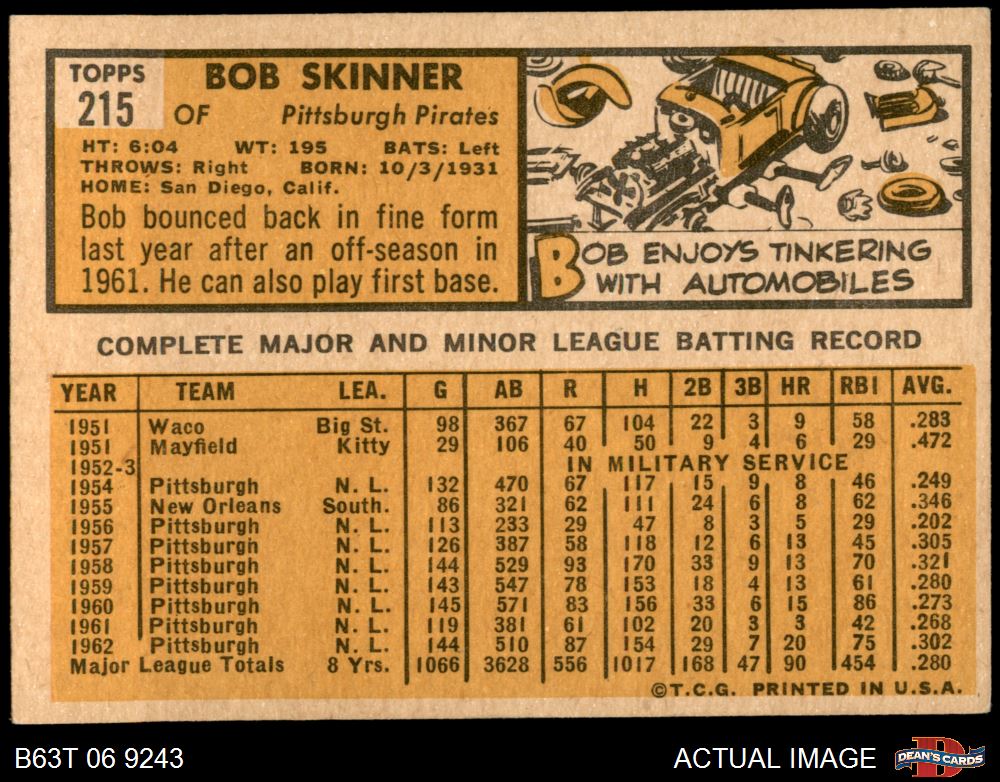 TOPPS
215
BOB SKINNER
OF Pittsburgh Pirates
HT: 6:04 WT: 195 BATS: Left
THROWS: Right BORN: 10/3/1931
HOME: San Diego, Calif.
Bob bounced back in fine form
last year after an off-season in
1961. He can also play first base.
BOB ENJOYS TINKERING
WITH AUTOMOBILES
COMPLETE MAJOR AND MINOR LEAGUE BATTING RECORD
YEAR TEAM LEA. G AB R H 2B 3B HR RBI AVG.
1951 Waco Big St. 98 367 67 104 22 3 9 58 .283
1951 Mayfield Kitty 29 106 40 50 9 4 6 29 .472
1952-3 IN MILITARY SERVICE
1954 Pittsburgh N. L. 132 470 67 117 15 9 8 46 .249
1955 New Orleans South. 86 321 62 111 24 6 8 62 .346
1956 Pittsburgh N. L. 113 233 29 47 8 3 5 29 .202
1957 Pittsburgh N. L. 126 387 58 118 12 6 13 45 .305
1958 Pittsburgh N. L. 144 529 93 170 33 9 13 70 .321
1959 Pittsburgh N. L. 143 547 78 153 18 4 13 61 .280
1960 Pittsburgh N. L. 145 571 83 156 33 6 15 86 .273
1961 Pittsburgh N. L. 119 381 61 102 20 3 3 42 .268
1962 Pittsburgh N. L. 144 510 87 154 29 7 20 75 .302
Major League Totals 8 Yrs. 1066 3628 556 1017 168 47 90 454 .280
©T.C.G. PRINTED IN U.S.A.
B63T 06 9243 ACTUAL IMAGE
D
DEAN'S CARDS